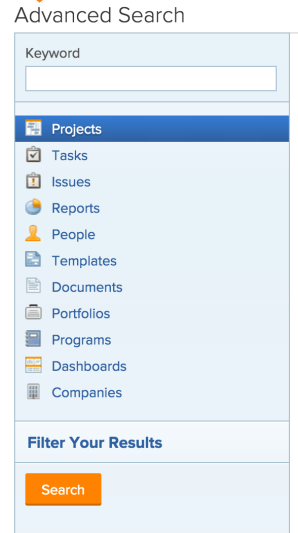 Advanced Search
Keyword
Projects
Tasks
Issues
Reports
People
Templates
Documents
Portfolios
Programs
Dashboards
Companies
Filter Your Results
Search